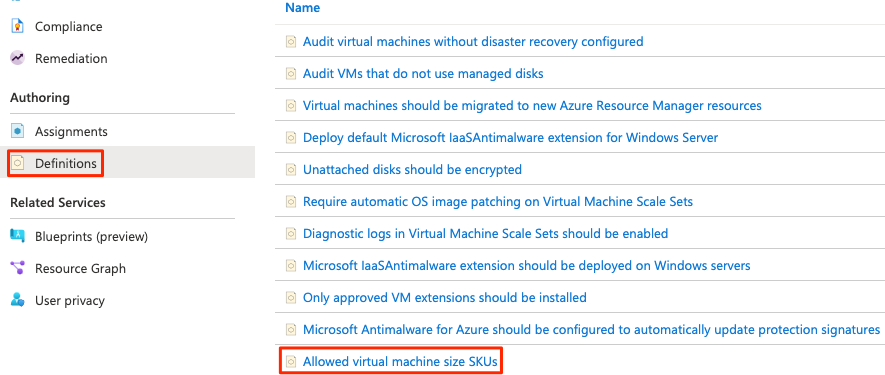 Compliance
Remediation
Authoring
Assignments
Definitions
Related Services
Blueprints (preview)
Resource Graph
User privacy
Name
Audit virtual machines without disaster recovery configured
Audit VMs that do not use managed disks
Virtual machines should be migrated to new Azure Resource Manager resources
Deploy default Microsoft IaaSAntimalware extension for Windows Server
Unattached disks should be encrypted
Require automatic OS image patching on Virtual Machine Scale Sets
Diagnostic logs in Virtual Machine Scale Sets should be enabled
Microsoft IaaSAntimalware extension should be deployed on Windows servers
Only approved VM extensions should be installed
Microsoft Antimalware for Azure should be configured to automatically update protection signatures
Allowed virtual machine size SKUs